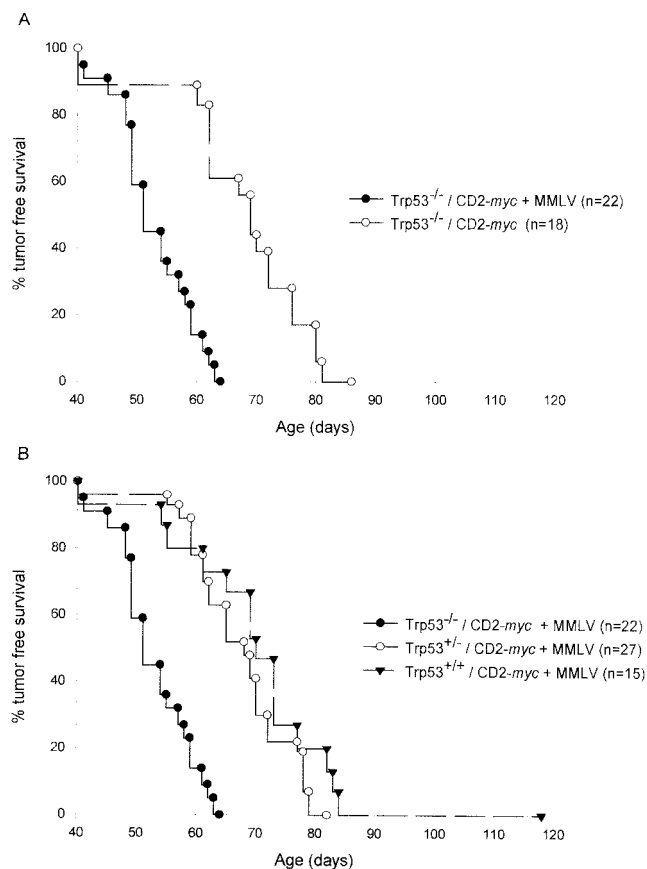 A
100
80
60
40
20
0
% tumor free survival
Trp53-/- / CD2-myc + MMLV (n=22)
Trp53-/- / CD2-myc (n=18)
40 50 60 70 80 90 100 110 120
Age (days)
B
100
80
60
40
20
0
% tumor free survival
Trp53-/- / CD2-myc + MMLV (n=22)
Trp53+/- / CD2-myc + MMLV (n=27)
Trp53+/+ / CD2-myc + MMLV (n=15)
40 50 60 70 80 90 100 110 120
Age (days)